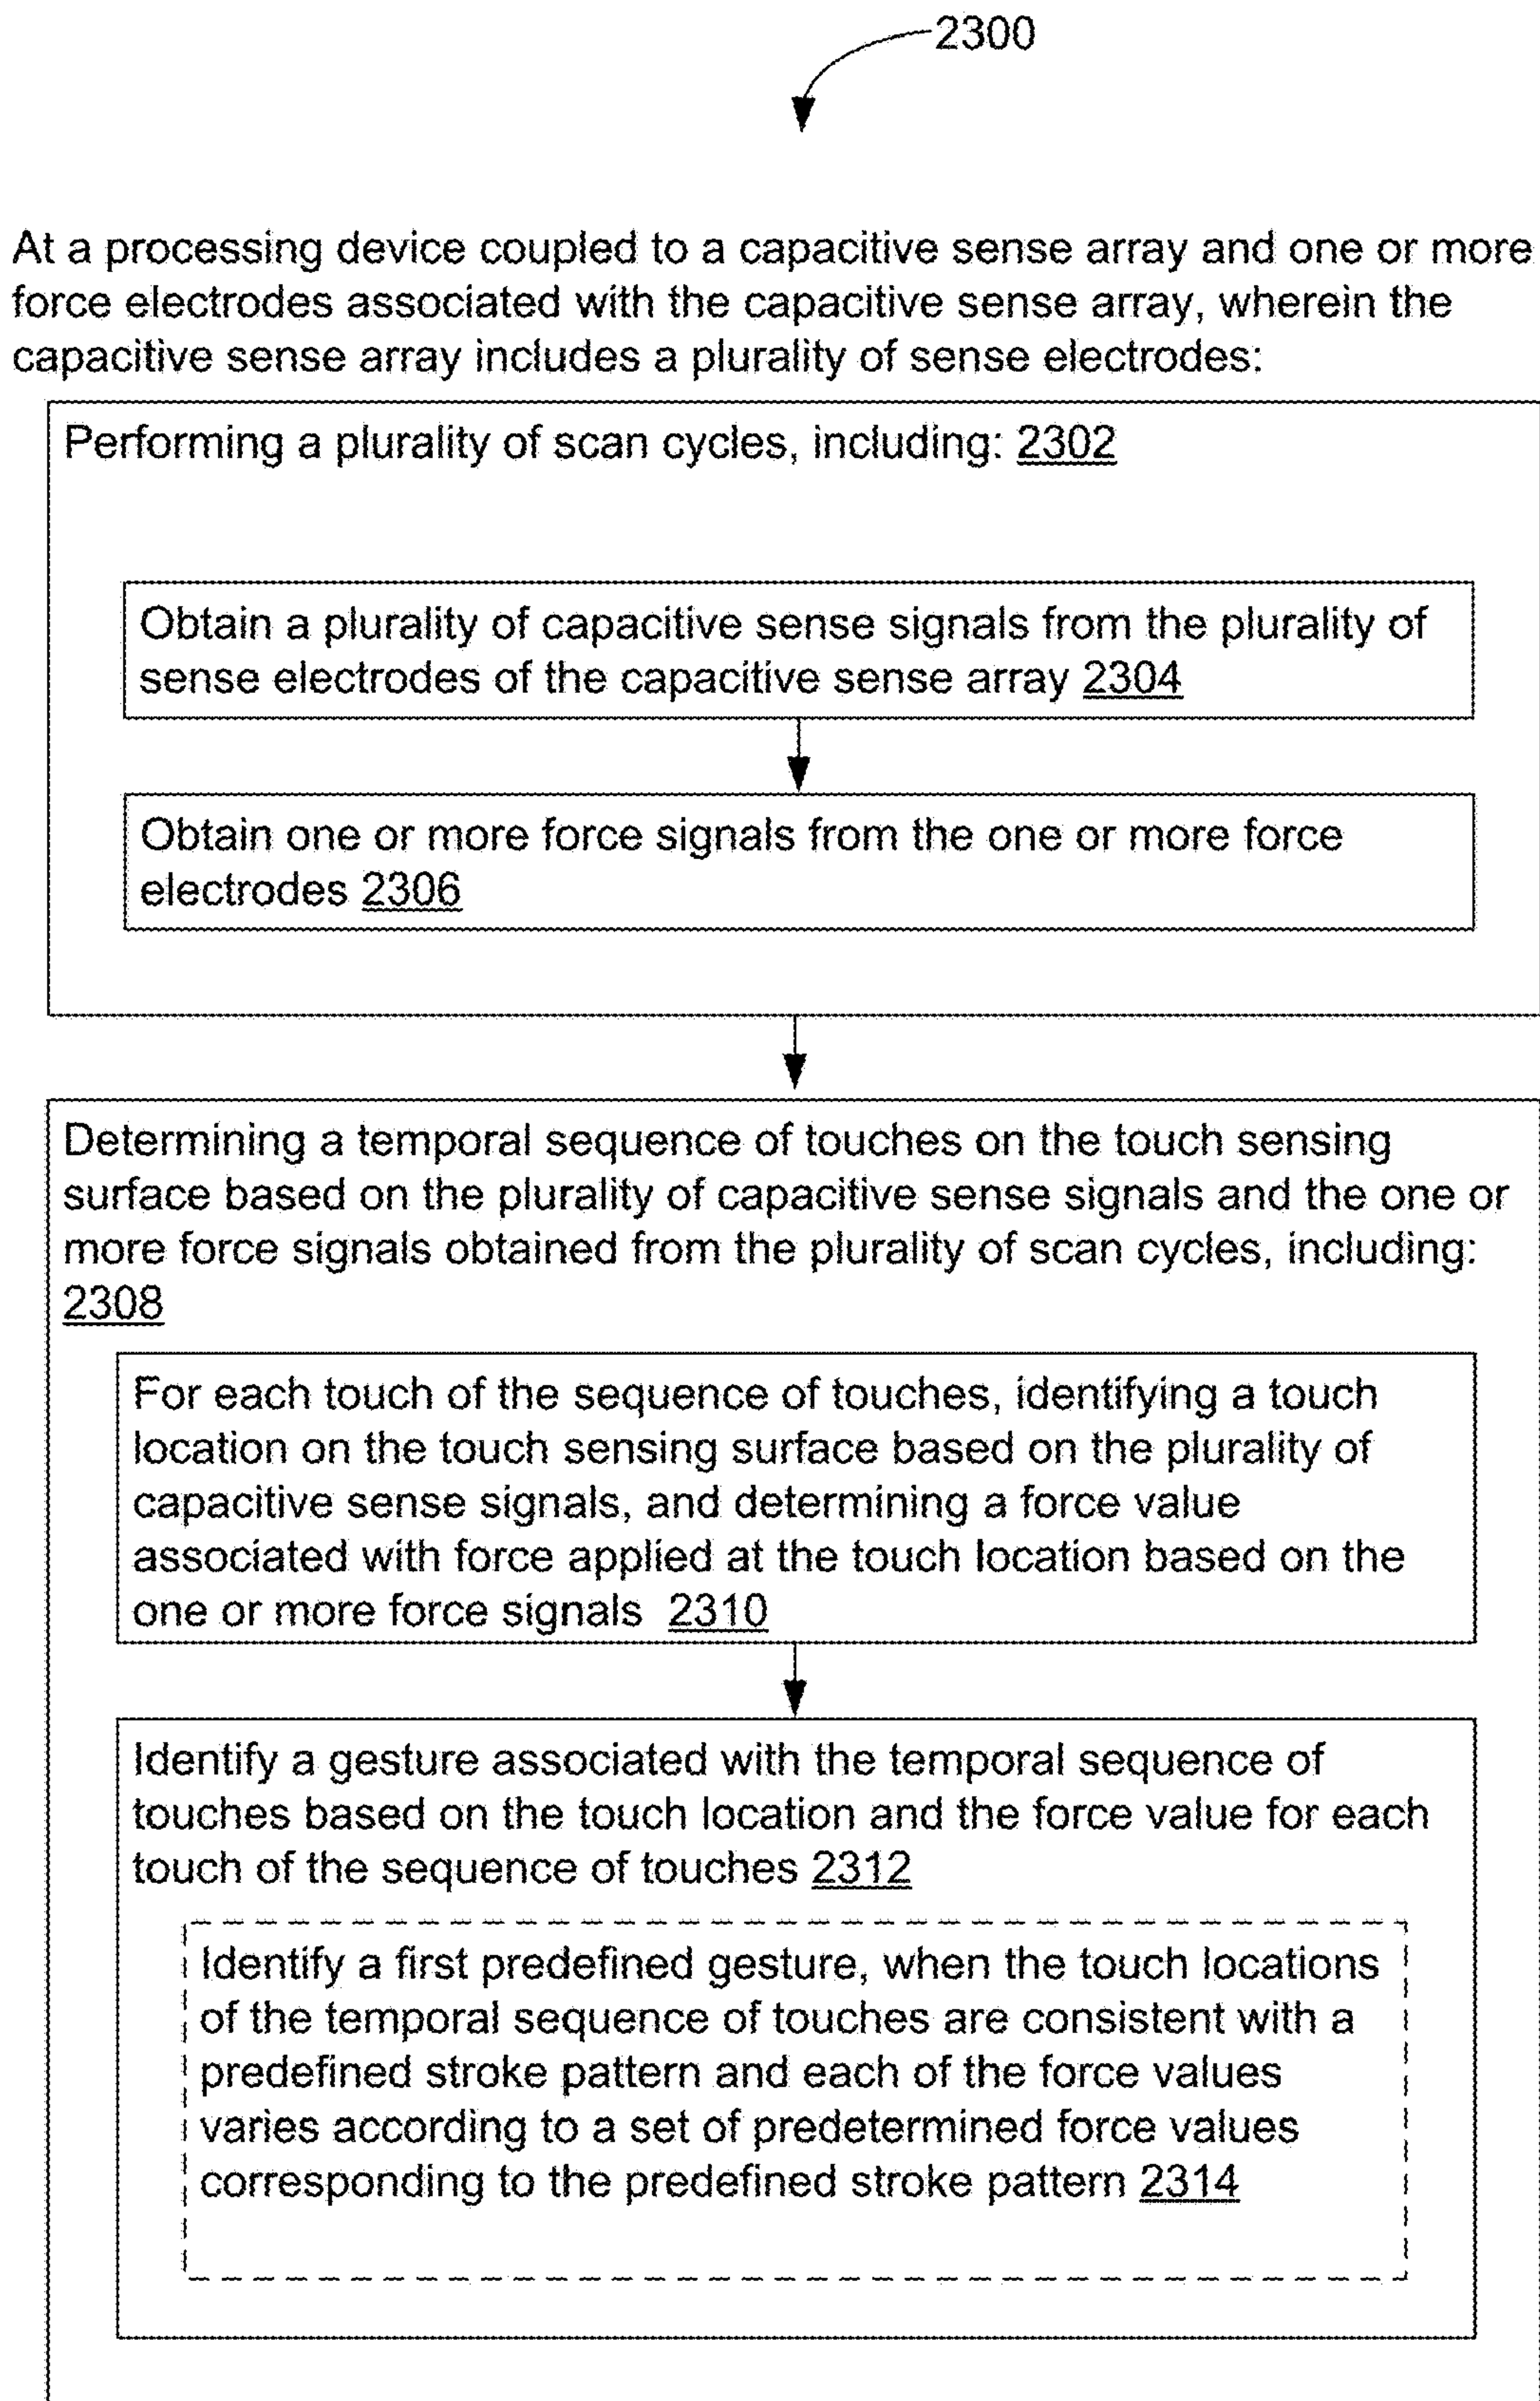 2300
At a processing device coupled to a capacitive sense array and one or more
force electrodes associated with the capacitive sense array, wherein the
capacitive sense array includes a plurality of sense electrodes:
Performing a plurality of scan cycles, including: 2302
Obtain a plurality of capacitive sense signals from the plurality of
sense electrodes of the capacitive sense array 2304
Obtain one or more force signals from the one or more force
electrodes 2306
Determining a temporal sequence of touches on the touch sensing
surface based on the plurality of capacitive sense signals and the one or
more force signals obtained from the plurality of scan cycles, including:
2308
For each touch of the sequence of touches, identifying a touch
location on the touch sensing surface based on the plurality of
capacitive sense signals, and determining a force value
associated with force applied at the touch location based on the
one or more force signals 2310
Identify a gesture associated with the temporal sequence of
touches based on the touch location and the force value for each
touch of the sequence of touches 2312
Identify a first predefined gesture, when the touch locations
of the temporal sequence of touches are consistent with a
predefined stroke pattern and each of the force values
varies according to a set of predetermined force values
corresponding to the predefined stroke pattern 2314